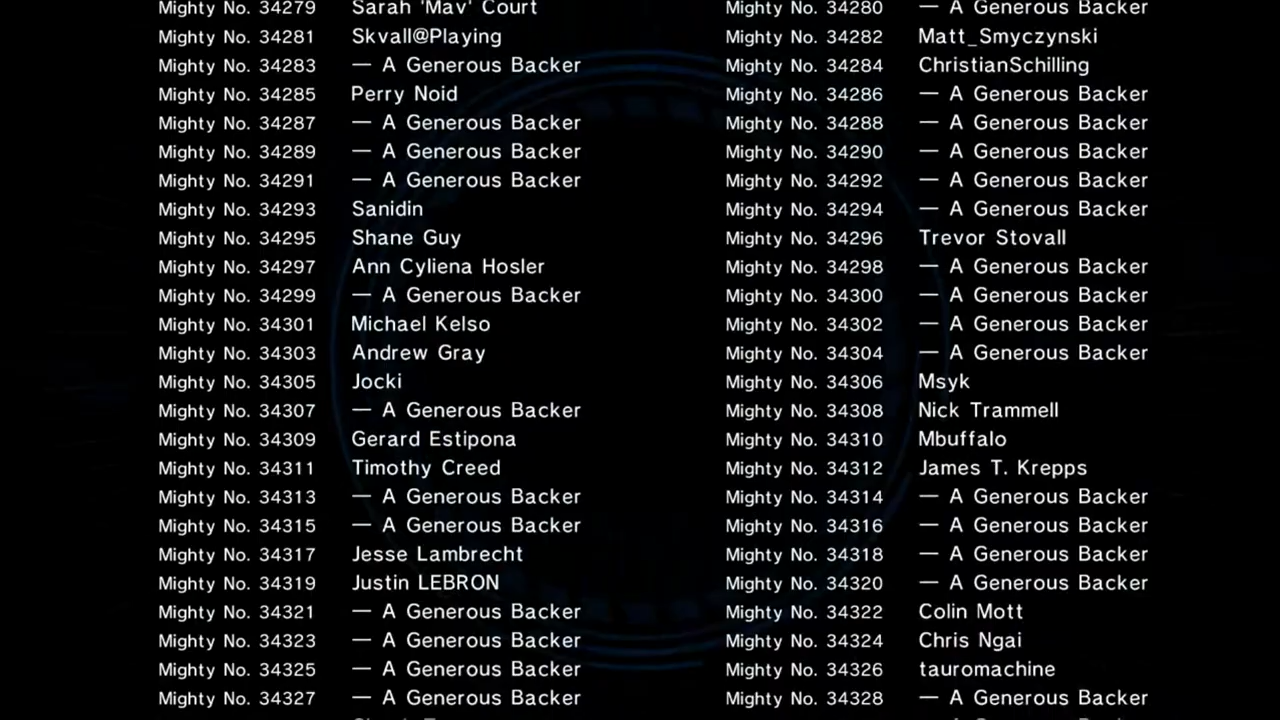 Mighty No. 34279 Sarah 'Mav' Court Mighty No. 34280 — A Generous Backer
Mighty No. 34281 Skvall@Playing Mighty No. 34282 Matt_Smyczynski
Mighty No. 34283 — A Generous Backer Mighty No. 34284 ChristianSchilling
Mighty No. 34285 Perry Noid Mighty No. 34286 — A Generous Backer
Mighty No. 34287 — A Generous Backer Mighty No. 34288 — A Generous Backer
Mighty No. 34289 — A Generous Backer Mighty No. 34290 — A Generous Backer
Mighty No. 34291 — A Generous Backer Mighty No. 34292 — A Generous Backer
Mighty No. 34293 Sanidin Mighty No. 34294 — A Generous Backer
Mighty No. 34295 Shane Guy Mighty No. 34296 Trevor Stovall
Mighty No. 34297 Ann Cyliena Hosler Mighty No. 34298 — A Generous Backer
Mighty No. 34299 — A Generous Backer Mighty No. 34300 — A Generous Backer
Mighty No. 34301 Michael Kelso Mighty No. 34302 — A Generous Backer
Mighty No. 34303 Andrew Gray Mighty No. 34304 — A Generous Backer
Mighty No. 34305 Jocki Mighty No. 34306 Msyk
Mighty No. 34307 — A Generous Backer Mighty No. 34308 Nick Trammell
Mighty No. 34309 Gerard Estipona Mighty No. 34310 Mbuffalo
Mighty No. 34311 Timothy Creed Mighty No. 34312 James T. Krepps
Mighty No. 34313 — A Generous Backer Mighty No. 34314 — A Generous Backer
Mighty No. 34315 — A Generous Backer Mighty No. 34316 — A Generous Backer
Mighty No. 34317 Jesse Lambrecht Mighty No. 34318 — A Generous Backer
Mighty No. 34319 Justin LEBRON Mighty No. 34320 — A Generous Backer
Mighty No. 34321 — A Generous Backer Mighty No. 34322 Colin Mott
Mighty No. 34323 — A Generous Backer Mighty No. 34324 Chris Ngai
Mighty No. 34325 — A Generous Backer Mighty No. 34326 tauromachine
Mighty No. 34327 — A Generous Backer Mighty No. 34328 — A Generous Backer